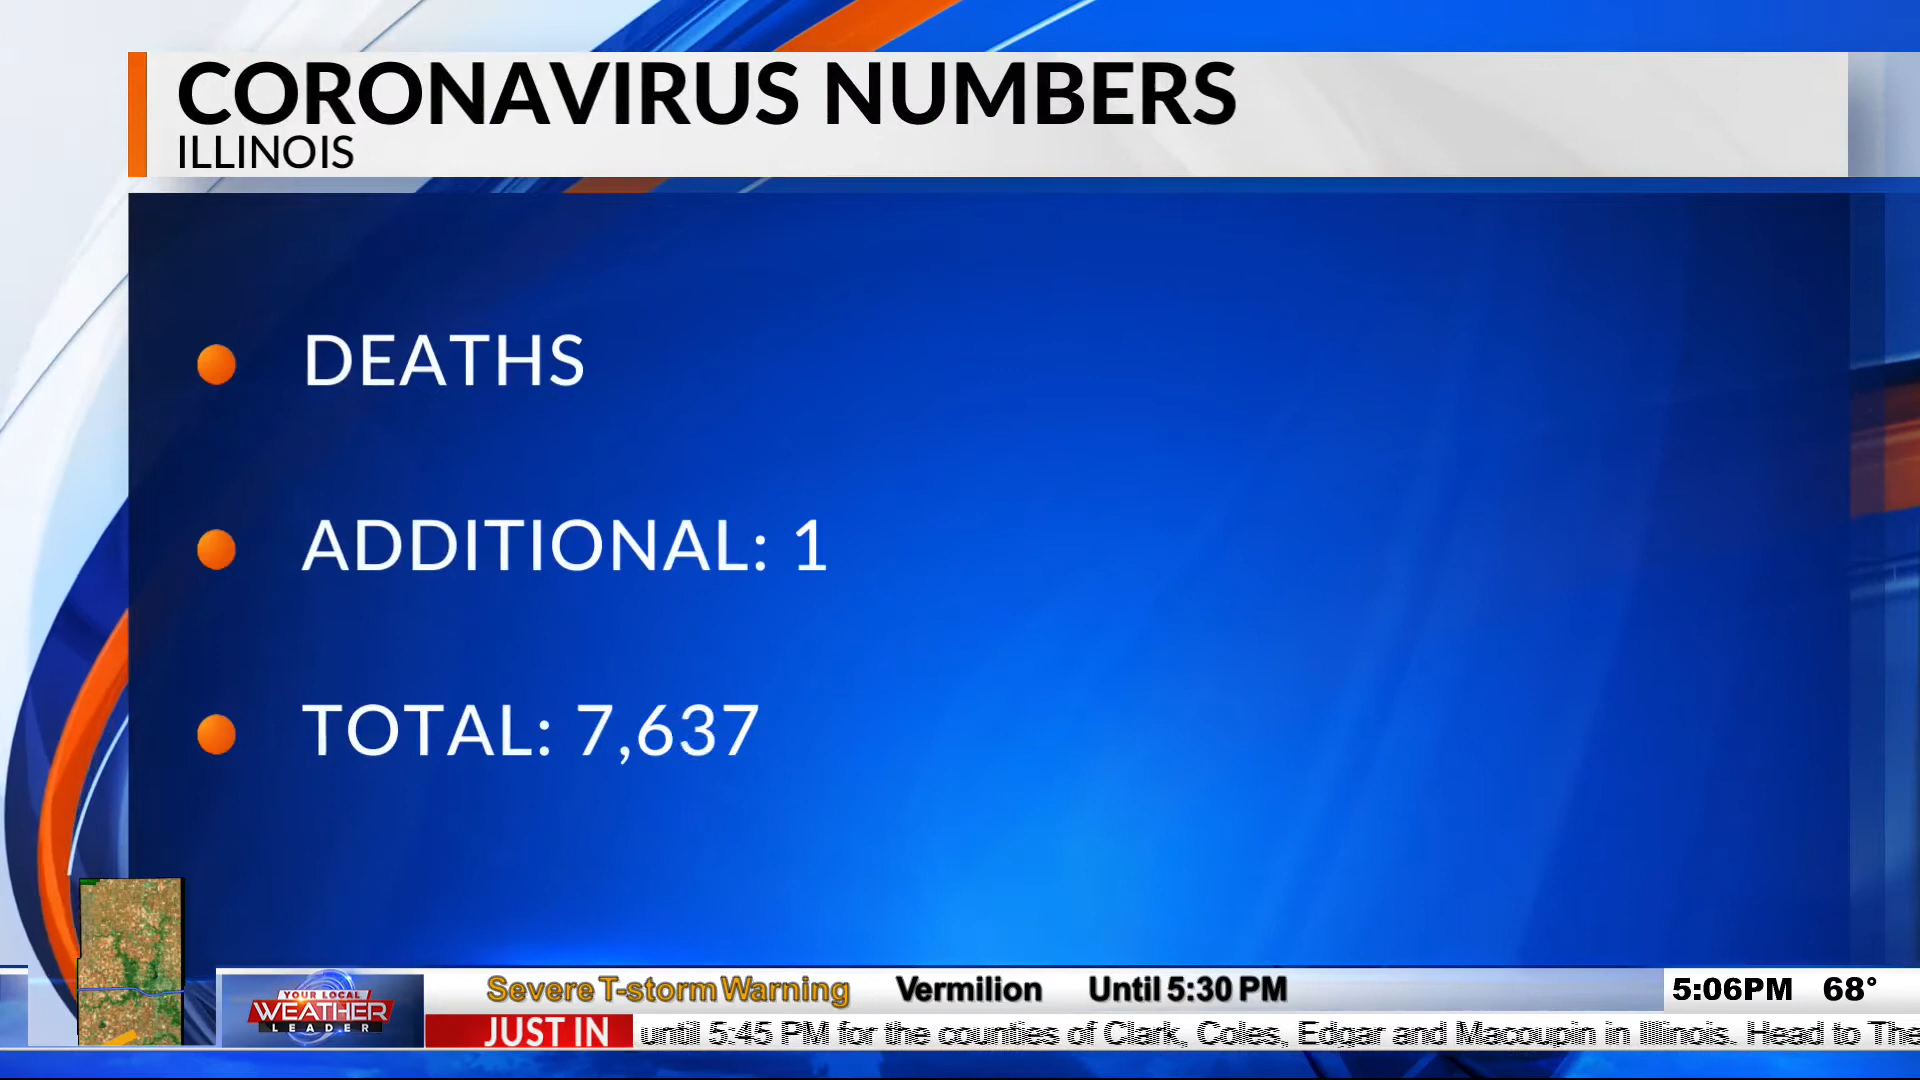 CORONAVIRUS NUMBERS
ILLINOIS
DEATHS
ADDITIONAL: 1
TOTAL: 7,637
Severe T-storm Warning Vermilion Until 5:30 PM
5:06PM 68°
YOUR LOCAL
WEATHER
LEADER
JUST IN until 5:45 PM for the counties of Clark, Coles, Edgar and Macoupin in Illinois. Head to The